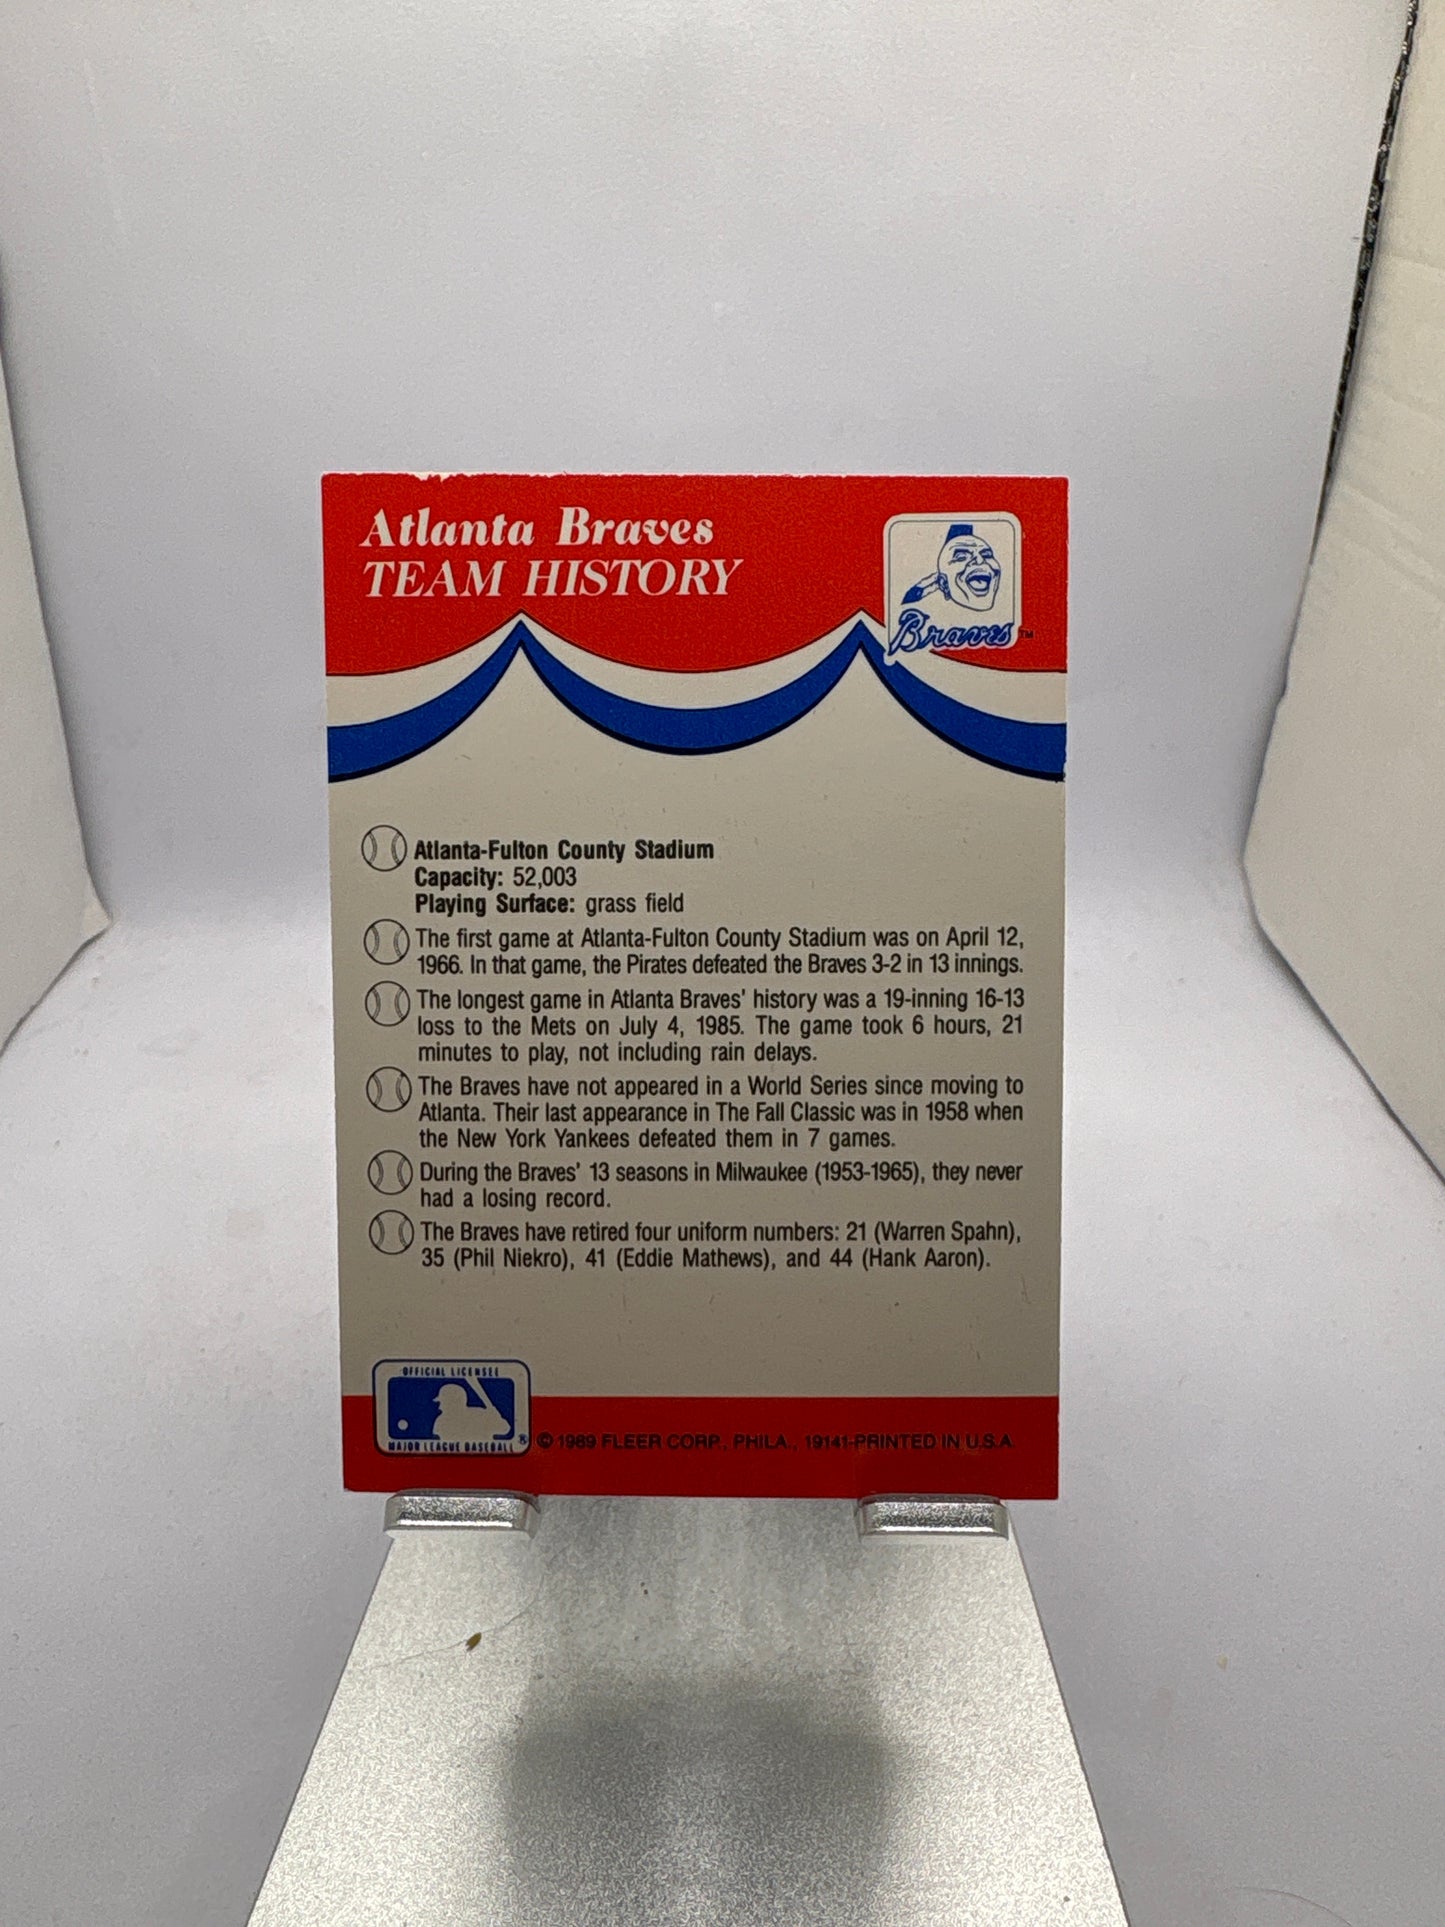 Atlanta Braves
TEAM HISTORY
Braves TM
Atlanta-Fulton County Stadium
Capacity: 52,003
Playing Surface: grass field
The first game at Atlanta-Fulton County Stadium was on April 12,
1966. In that game, the Pirates defeated the Braves 3-2 in 13 innings.
The longest game in Atlanta Braves' history was a 19-inning 16-13
loss to the Mets on July 4, 1985. The game took 6 hours, 21
minutes to play, not including rain delays.
The Braves have not appeared in a World Series since moving to
Atlanta. Their last appearance in The Fall Classic was in 1958 when
the New York Yankees defeated them in 7 games.
During the Braves' 13 seasons in Milwaukee (1953-1965), they never
had a losing record.
The Braves have retired four uniform numbers: 21 (Warren Spahn),
35 (Phil Niekro), 41 (Eddie Mathews), and 44 (Hank Aaron).
OFFICIAL LICENSEE
MAJOR LEAGUE BASEBALL ®
© 1989 FLEER CORP., PHILA., 19141-PRINTED IN U.S.A.